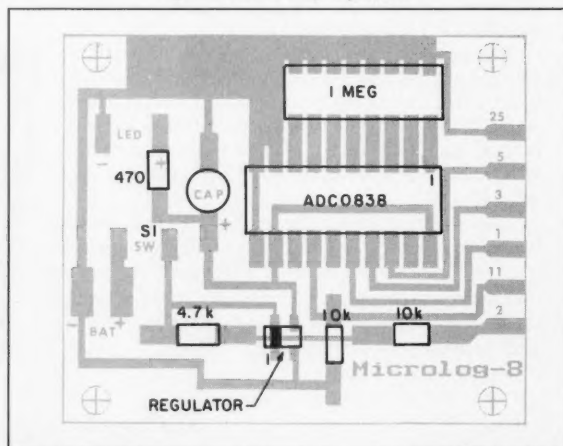 1 MEG
LED
- +
470
CAP
+
1
ADC0838
25
5
3
1
11
2
S1
SW
- BAT +
4.7k
10k
10k
1
Microlog-8
REGULATOR